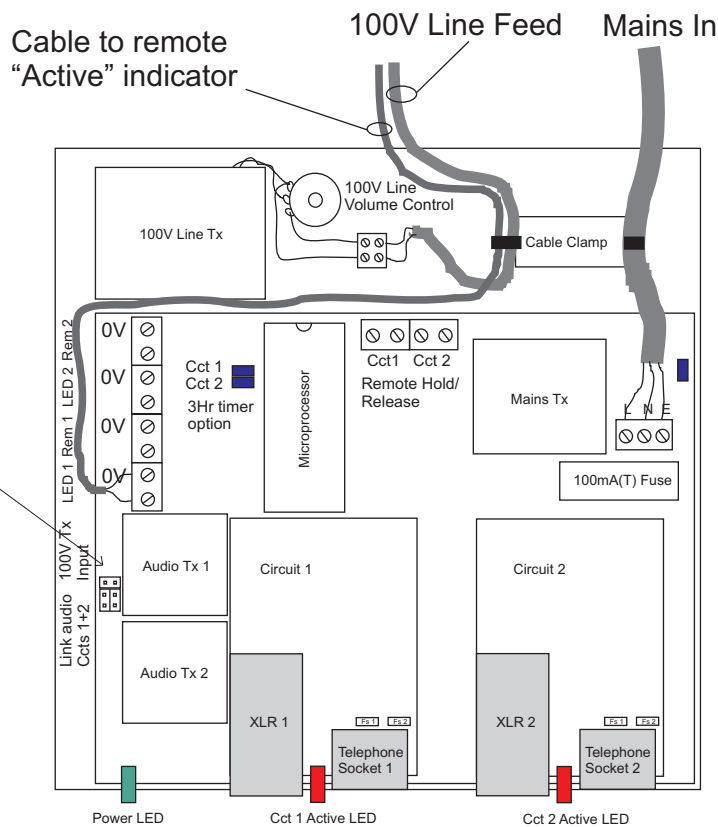 Cable to remote
“Active” indicator
100V Line Feed
Mains In
100V Line
Volume Control
100V Line Tx
Cable Clamp
0V
0V
0V
0V
LED 1 Rem 1 LED 2 Rem 2
Cct 1
Cct 2
3Hr timer
option
Microprocessor
Cct1 Cct 2
Remote Hold/
Release
Mains Tx
L N E
100mA(T) Fuse
100V Tx
Input
Link audio
Ccts 1+2
Audio Tx 1
Audio Tx 2
Circuit 1
Circuit 2
XLR 1
Fs 1 Fs 2
Telephone
Socket 1
XLR 2
Fs 1 Fs 2
Telephone
Socket 2
Power LED
Cct 1 Active LED
Cct 2 Active LED